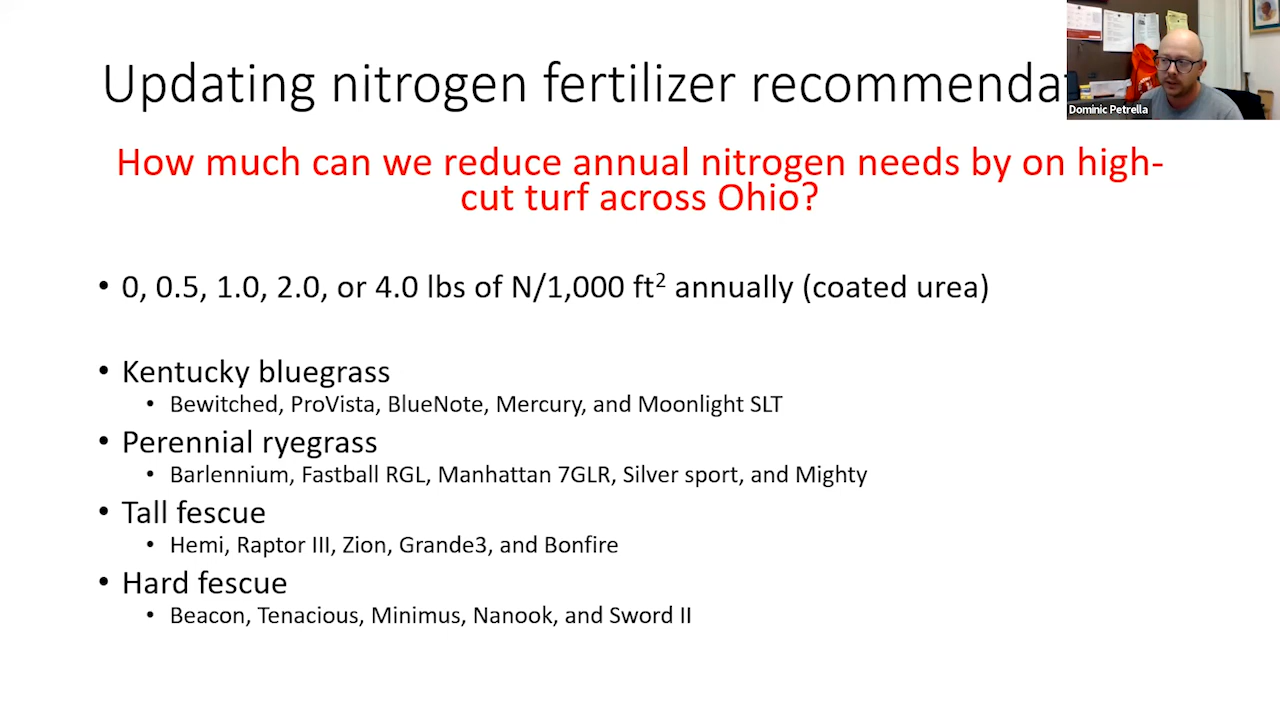 Updating nitrogen fertilizer recommendat
Dominic Petrella
How much can we reduce annual nitrogen needs by on high-
cut turf across Ohio?
• 0, 0.5, 1.0, 2.0, or 4.0 lbs of N/1,000 ft² annually (coated urea)
• Kentucky bluegrass
• Bewitched, ProVista, BlueNote, Mercury, and Moonlight SLT
• Perennial ryegrass
• Barlennium, Fastball RGL, Manhattan 7GLR, Silver sport, and Mighty
• Tall fescue
• Hemi, Raptor III, Zion, Grande3, and Bonfire
• Hard fescue
• Beacon, Tenacious, Minimus, Nanook, and Sword II